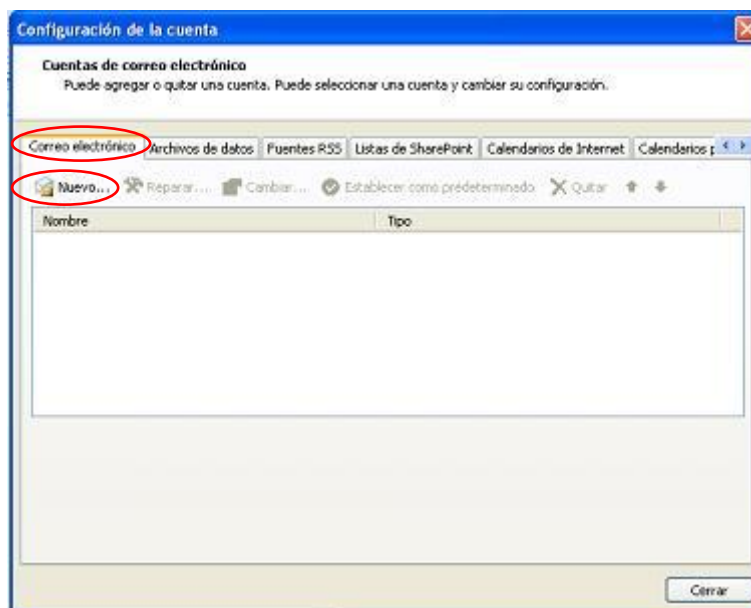 Configuración de la cuenta
Cuentas de correo electrónico
Puede agregar o quitar una cuenta. Puede seleccionar una cuenta y cambiar su configuración.
Correo electrónico Archivos de datos Fuentes RSS Listas de SharePoint Calendarios de Internet Calendarios p
Nuevo... Reparar... Cambiar... Establecer como predeterminado Quitar
Nombre Tipo
Cerrar